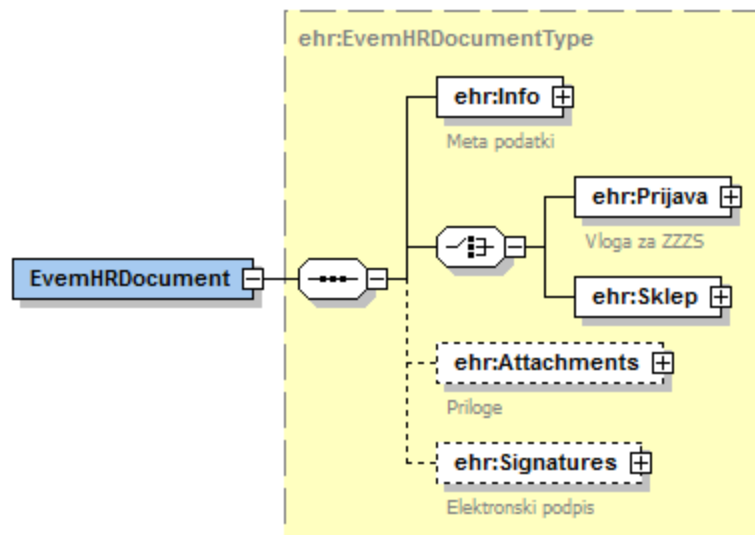 ehr:EvemHRDocumentType
ehr:Info
Meta podatki
ehr:Prijava
Vloga za ZZZS
EvemHRDocument
ehr:Sklep
ehr:Attachments
Priloge
ehr:Signatures
Elektronski podpis